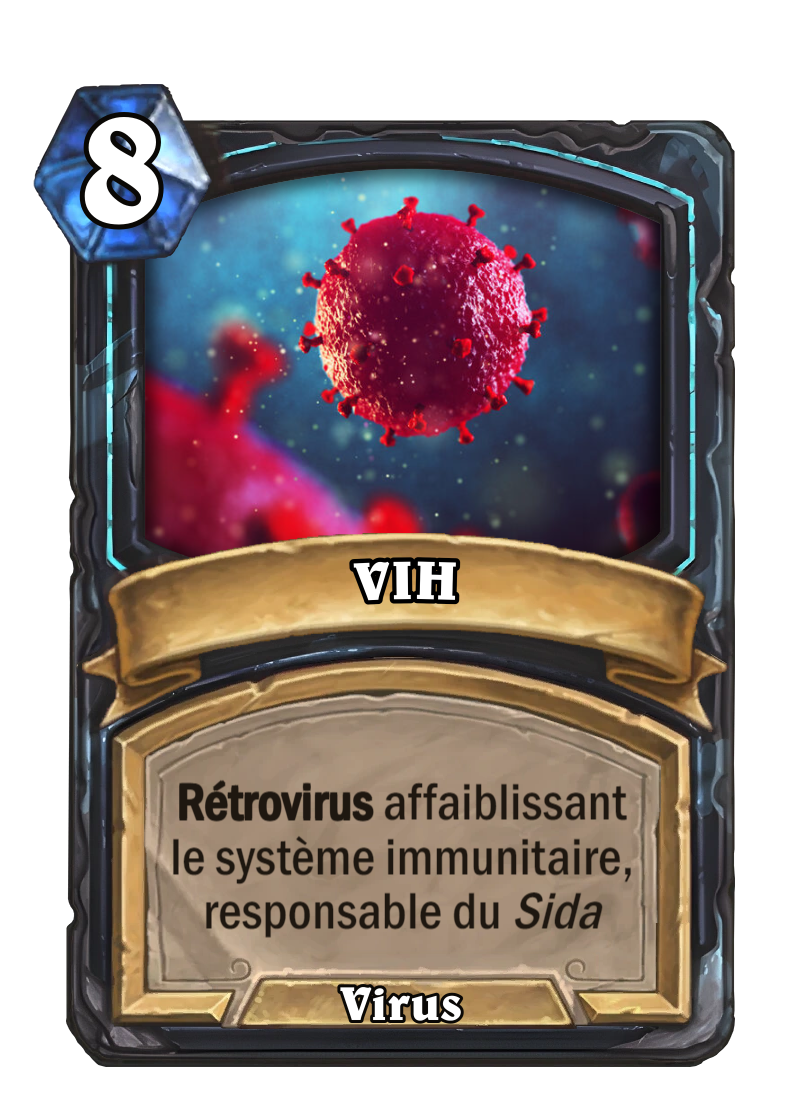 8
VIH
Rétrovirus affaiblissant
le système immunitaire,
responsable du Sida
Virus